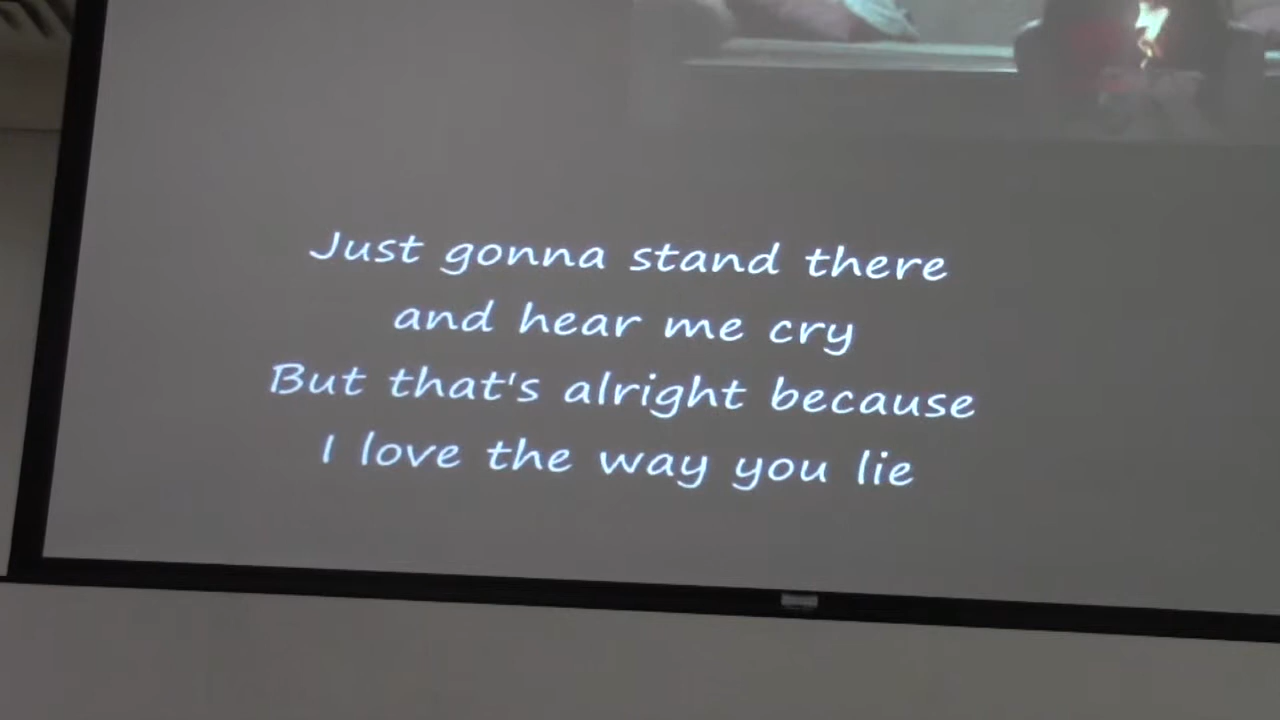 Just gonna stand there
and hear me cry
But that's alright because
I love the way you lie